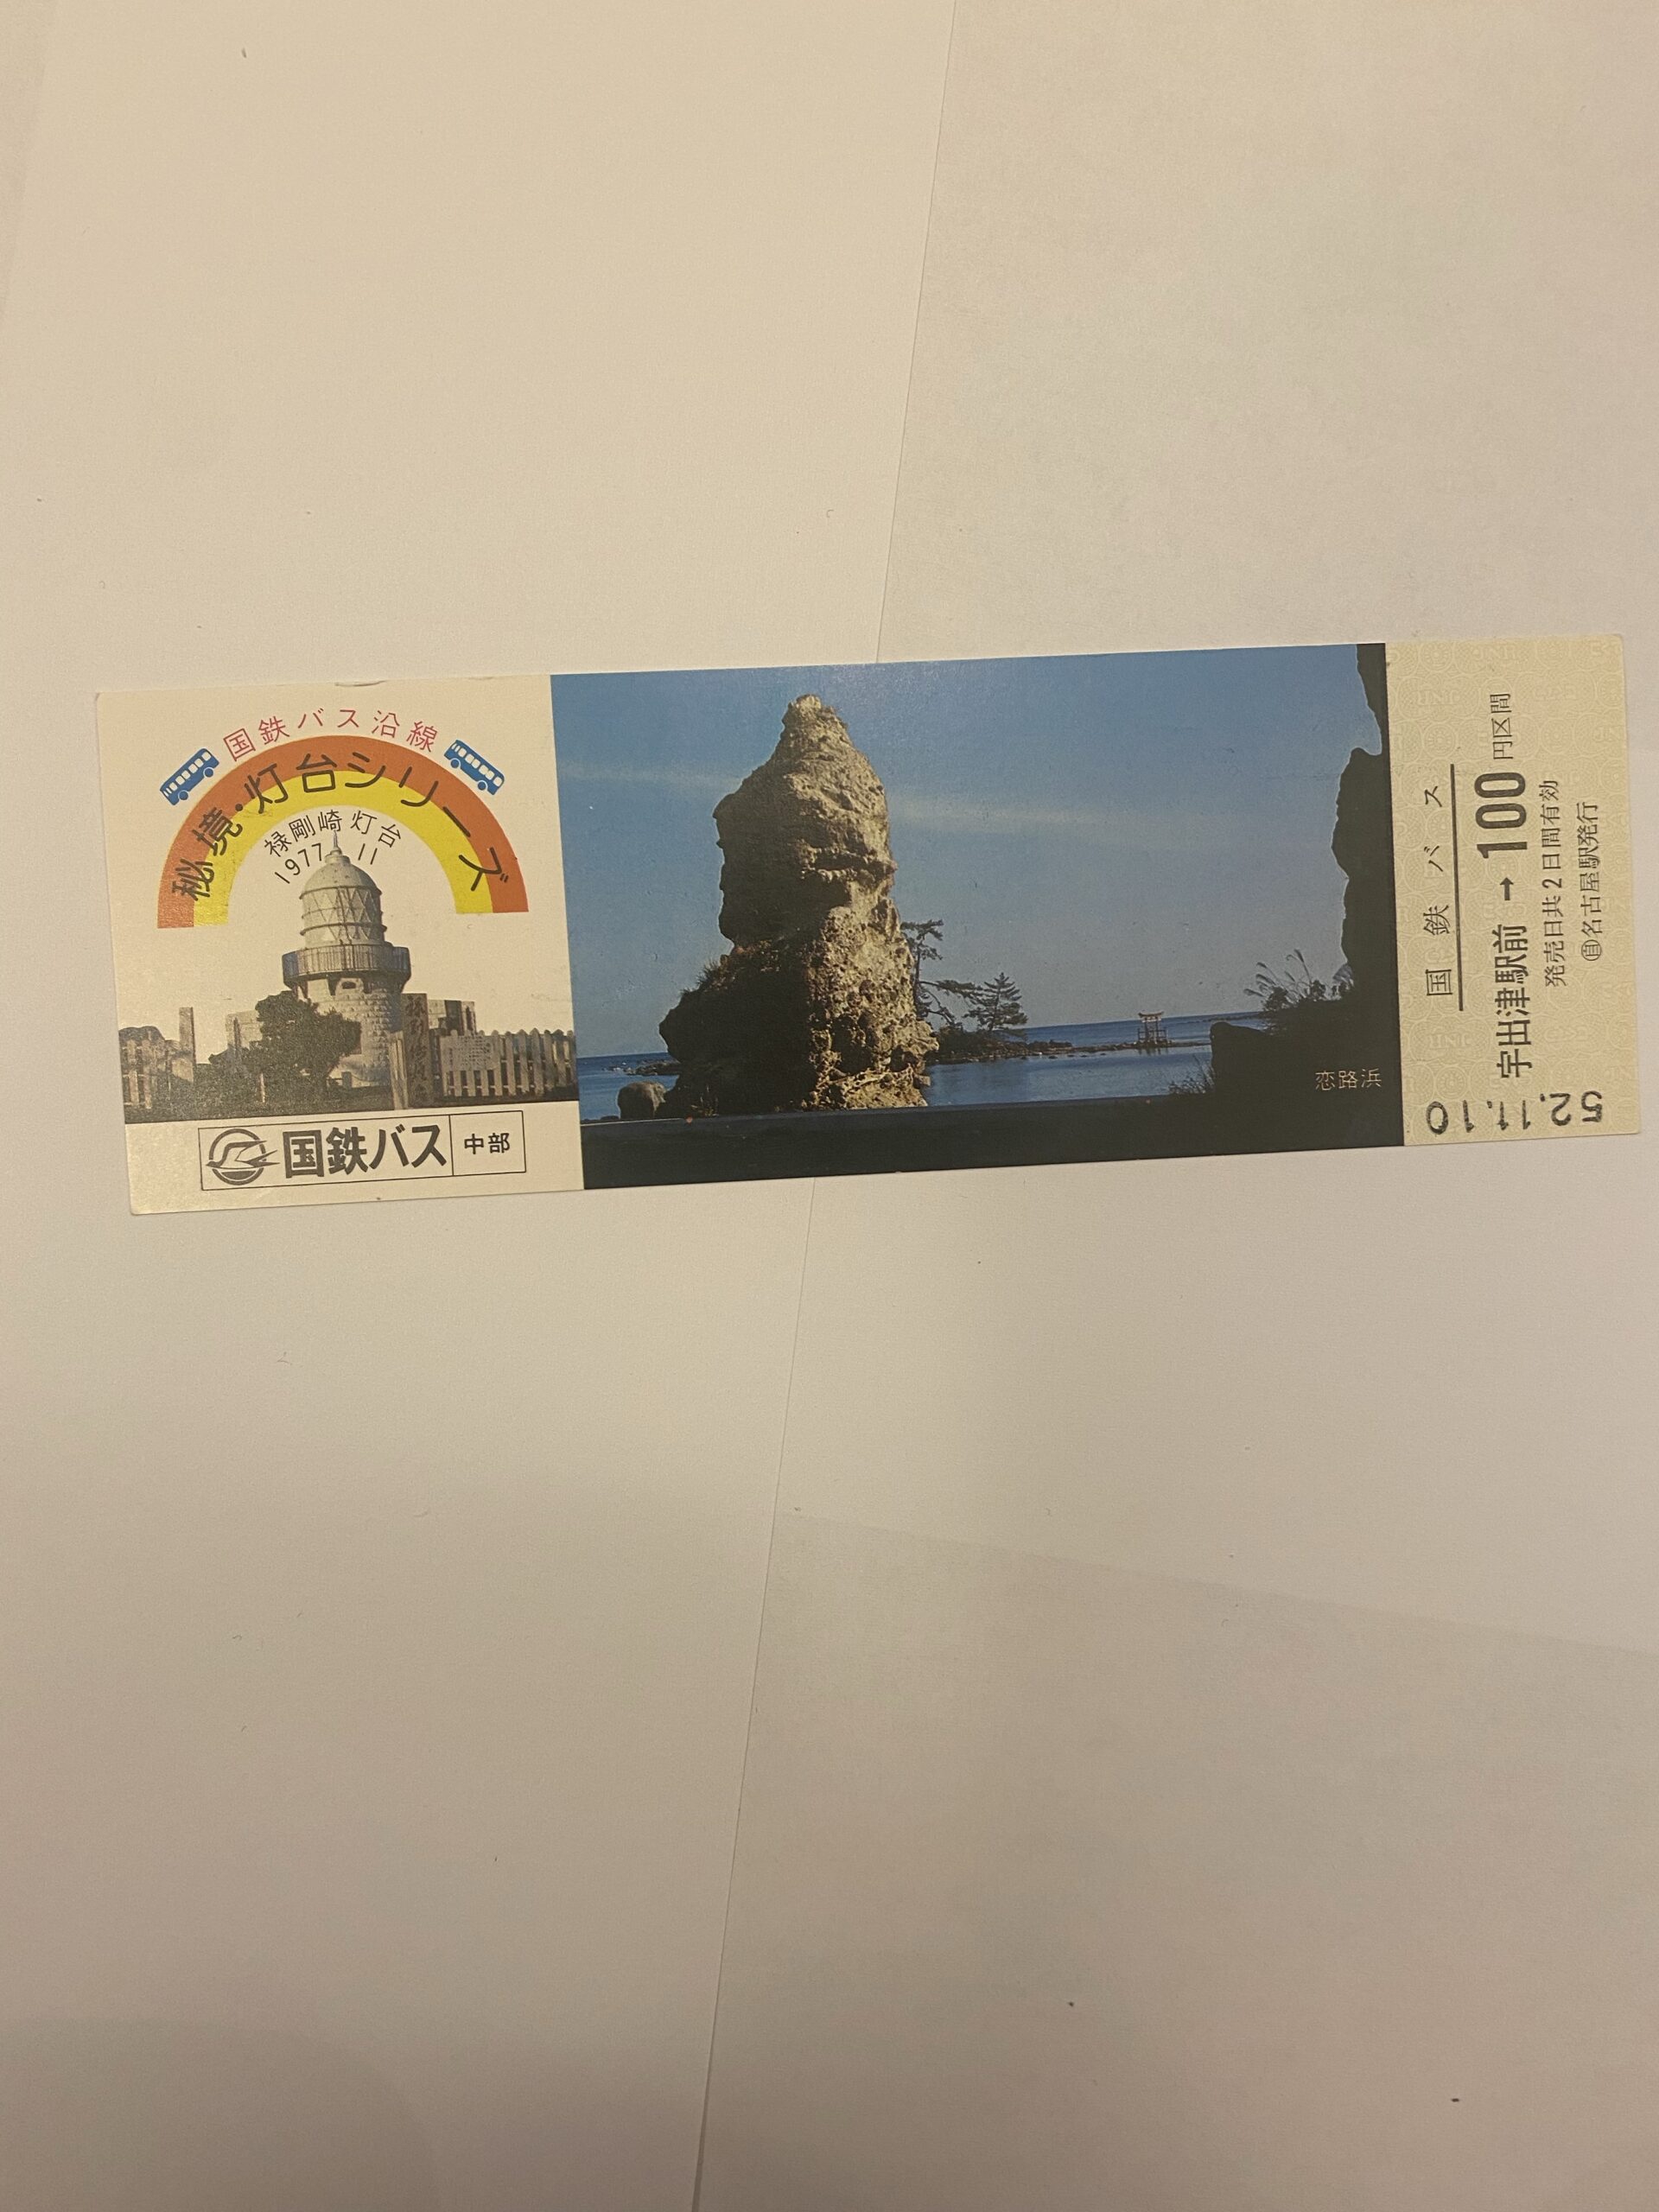 国鉄バス沿線
秘境・灯台シリーズ
禄剛崎灯台
1977 11
国鉄バス 中部
恋路浜
国鉄バス
宇出津駅前→100円区間
発売日共2日間有効
自名古屋駅発行
52.11.10